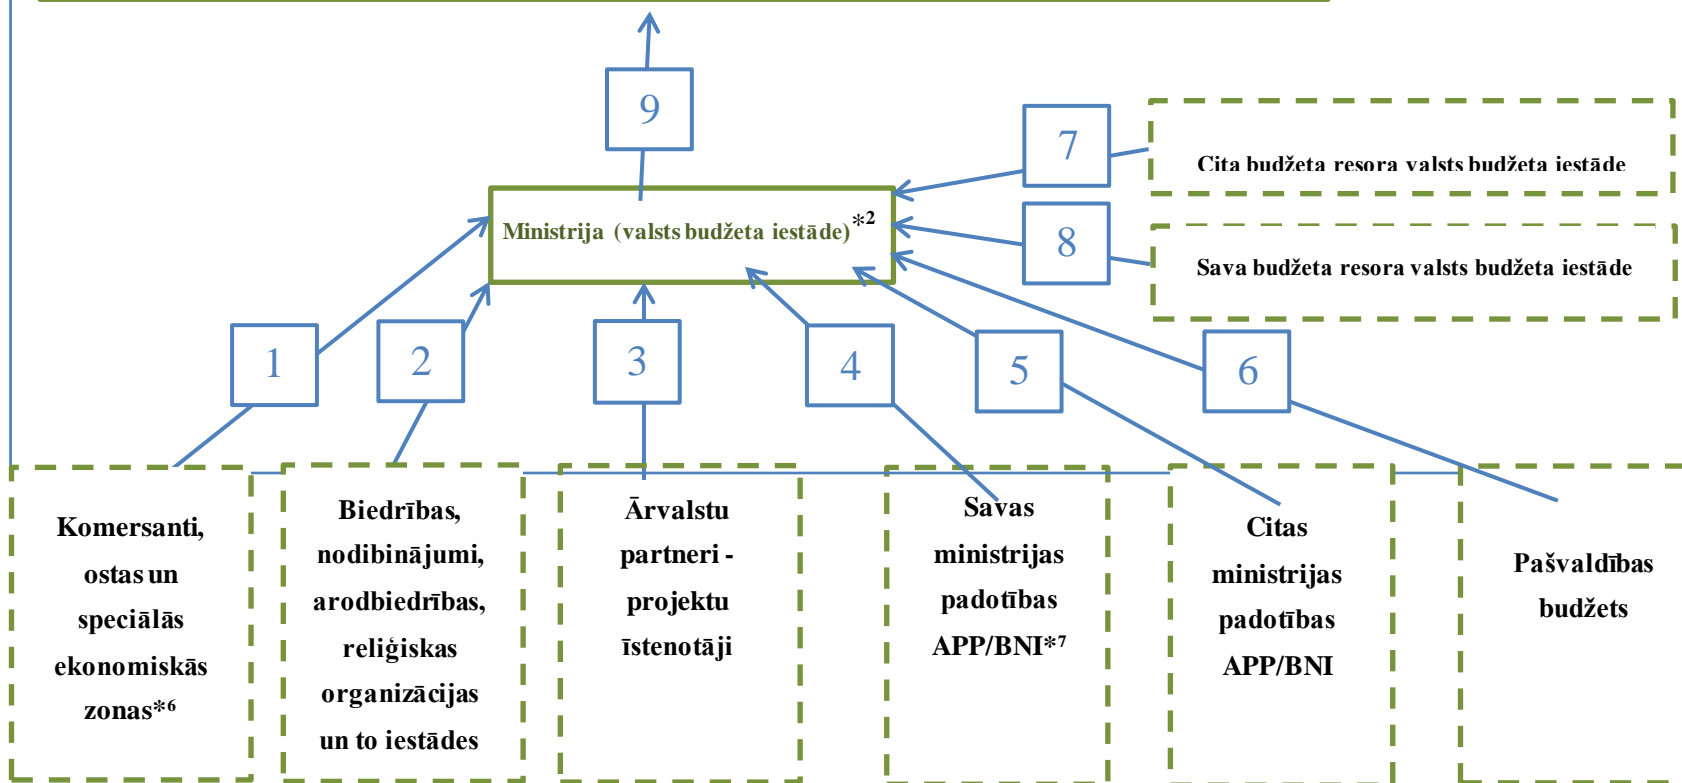 9
7
Cita budžeta resora valsts budžeta iestāde
Ministrija (valsts budžeta iestāde)*2
8
Sava budžeta resora valsts budžeta iestāde
1
2
3
4
5
6
Komersanti,
ostas un
speciālās
ekonomiskās
zonas*6
Biedrības,
nodibinājumi,
arodbiedrības,
reliģiskas
organizācijas
un to iestādes
Ārvalstu
partneri -
projektu
īstenotāji
Savas
ministrijas
padotības
APP/BNI*7
Citas
ministrijas
padotības
APP/BNI
Pašvaldības
budžets